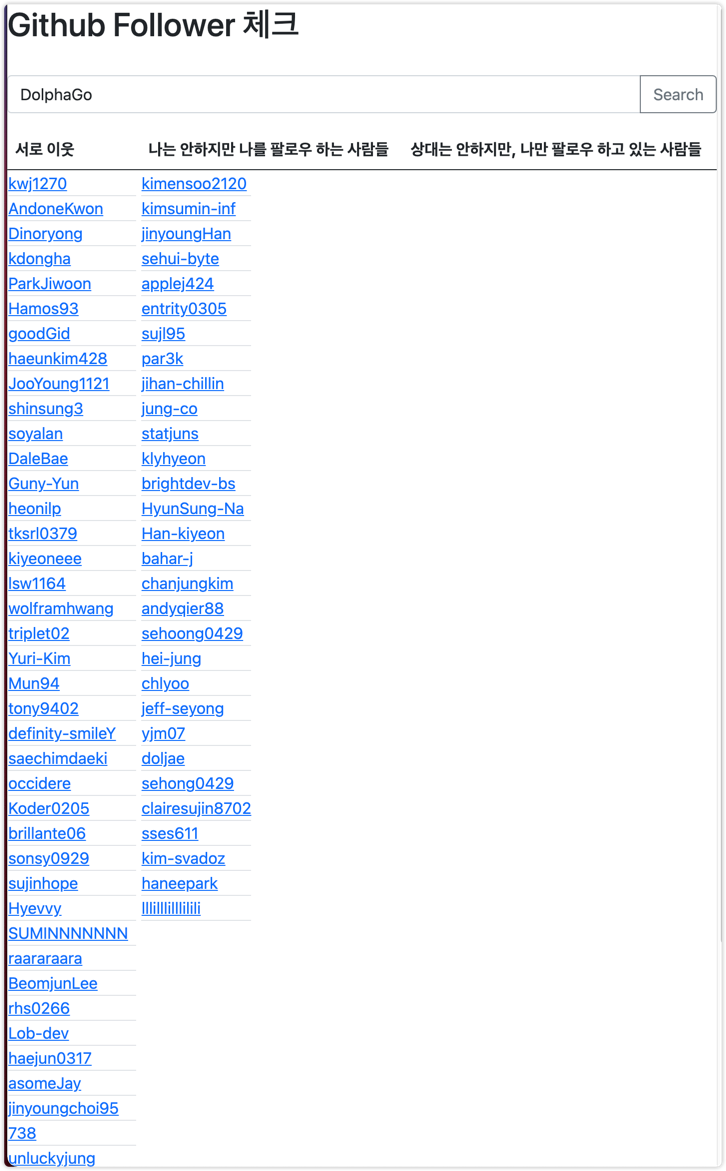 Github Follower 체크
DolphaGo Search
서로 이웃 나는 안하지만 나를 팔로우 하는 사람들 상대는 안하지만, 나만 팔로우 하고 있는 사람들
kwj1270 kimensoo2120
AndoneKwon kimsumin-inf
Dinoryong jinyoungHan
kdongha sehui-byte
ParkJiwoon applej424
Hamos93 entrity0305
goodGid sujl95
haeunkim428 par3k
JooYoung1121 jihan-chillin
shinsung3 jung-co
soyalan statjuns
DaleBae klyhyeon
Guny-Yun brightdev-bs
heonilp HyunSung-Na
tksrl0379 Han-kiyeon
kiyeoneee bahar-j
lsw1164 chanjungkim
wolframhwang andyqier88
triplet02 sehoong0429
Yuri-Kim hei-jung
Mun94 chlyoo
tony9402 jeff-seyong
definity-smileY yjm07
saechimdaeki doljae
occidere sehong0429
Koder0205 clairesujin8702
brillante06 sses611
sonsy0929 kim-svadoz
sujinhope haneepark
Hyevvy
SUMINNNNNNN
raararaara
BeomjunLee
rhs0266
Lob-dev
haejun0317
asomeJay
jinyoungchoi95
738
unluckyjung